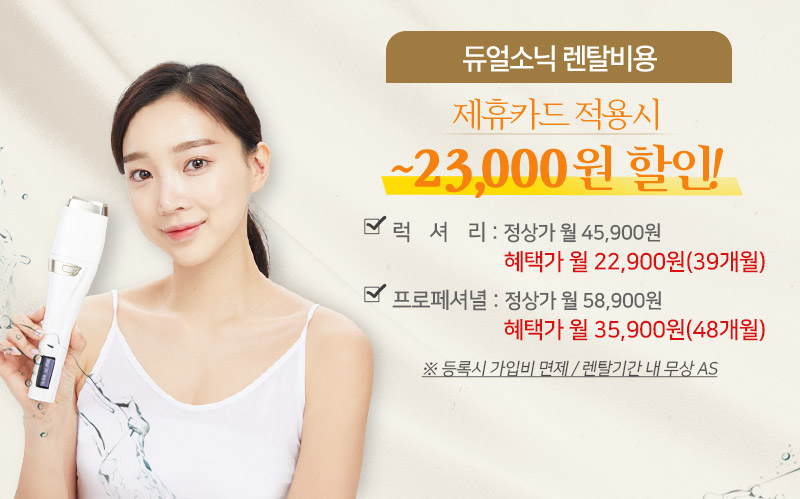 듀얼소닉 렌탈비용
제휴카드 적용시
~23,000원 할인!
럭 셔 리 : 정상가 월 45,900원
혜택가 월 22,900원(39개월)
프로페셔널 : 정상가 월 58,900원
혜택가 월 35,900원(48개월)
※ 등록시 가입비 면제 / 렌탈기간 내 무상 AS